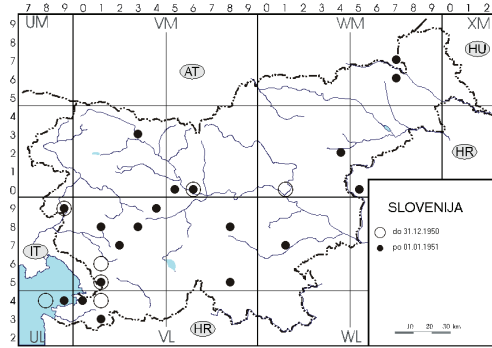 7 8 9 0 1 2 3 4 5 6 7 8 9 0 1 2 3 4 5 6 7 8 9 0 1 2
9 UM VM WM XM
8 HU
7 AT
6
5
4
3
2 HR
1
0
9 SLOVENIJA
8 do 31.12.1950
7 IT po 01.01.1951
6
5
4 0 10 20 30 km
3 HR
2 UL VL WL